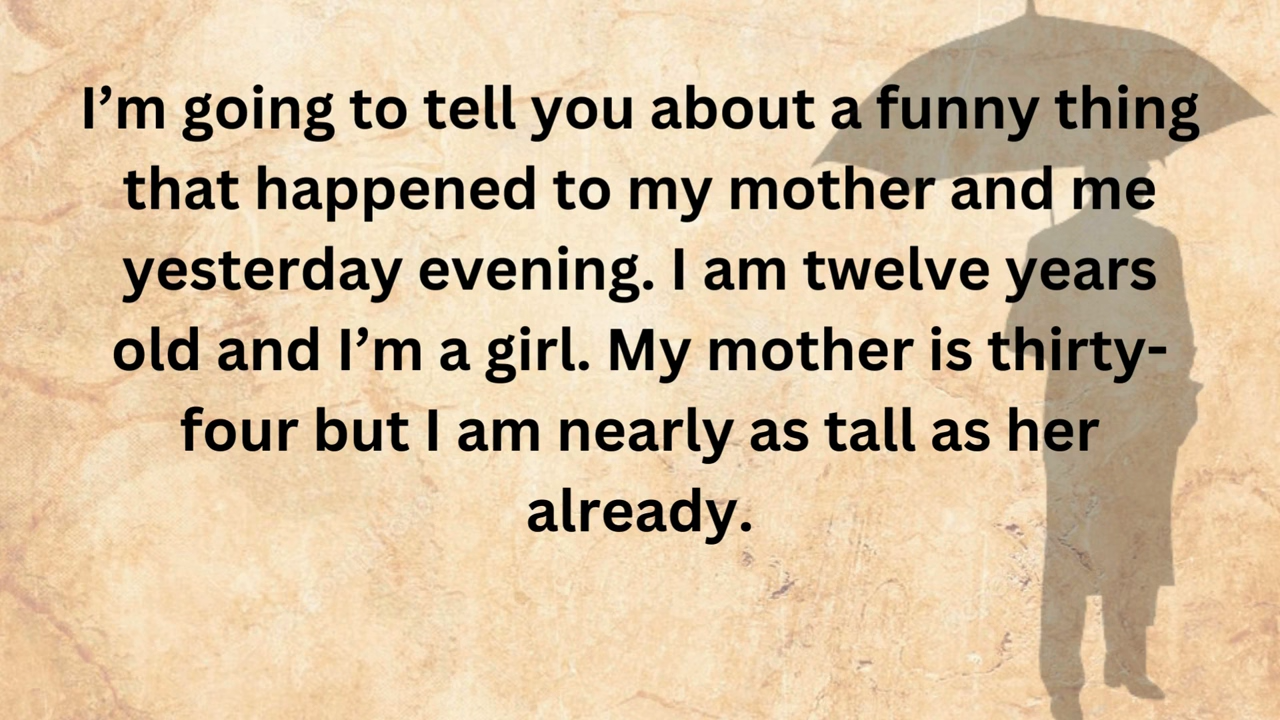 I’m going to tell you about a funny thing
that happened to my mother and me
yesterday evening. I am twelve years
old and I’m a girl. My mother is thirty-
four but I am nearly as tall as her
already.